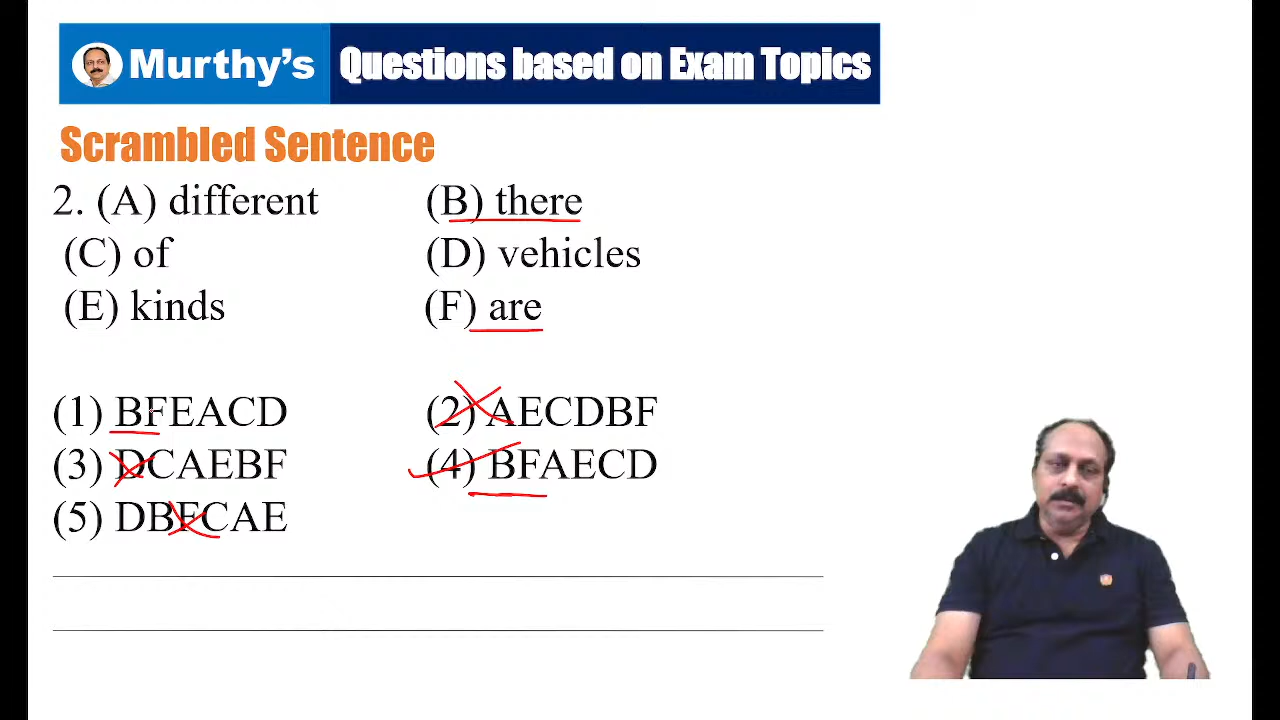 Murthy's Questions based on Exam Topics
Scrambled Sentence
2. (A) different (B) there
(C) of (D) vehicles
(E) kinds (F) are
(1) BFEACD (2) AECDBF
(3) DCAEBF (4) BFAECD
(5) DBFCAE